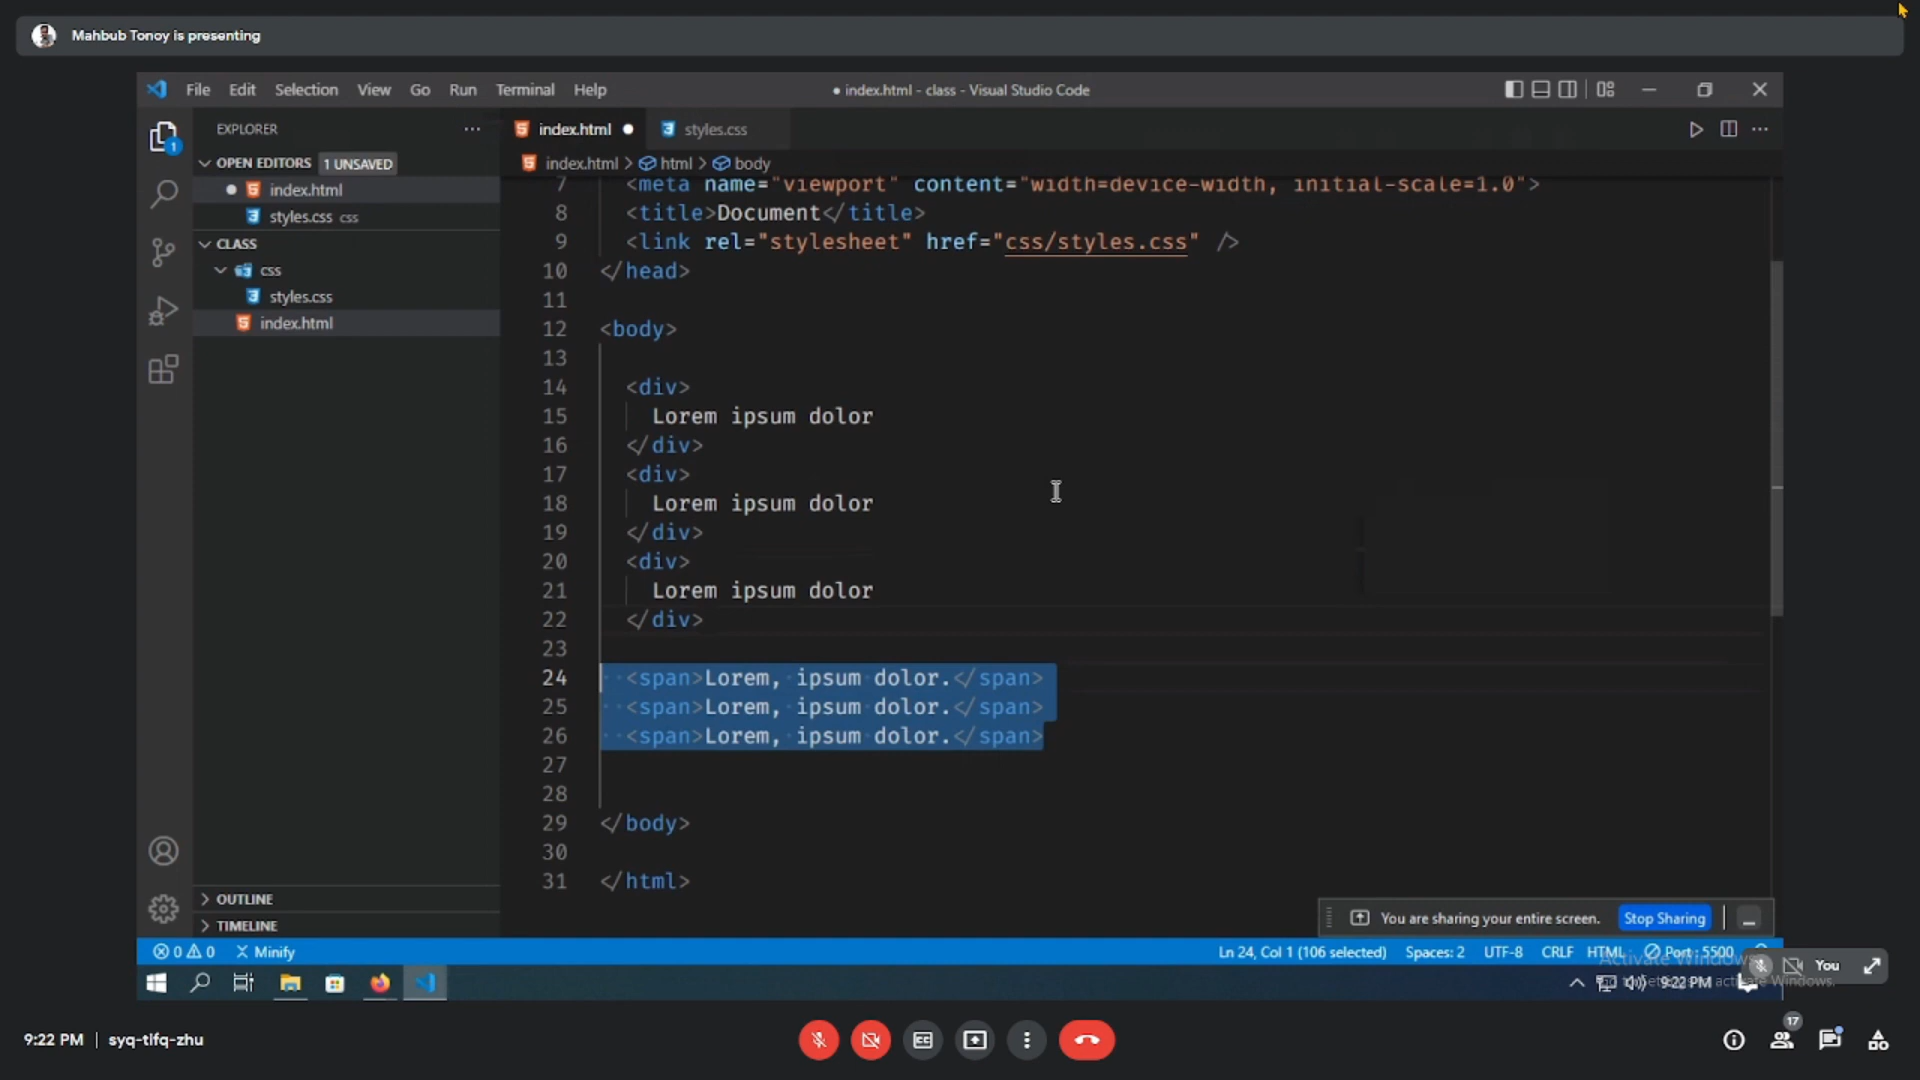 Mahbub Tonoy is presenting
File Edit Selection View Go Run Terminal Help
● index.html - class - Visual Studio Code
EXPLORER
index.html ●
styles.css
OPEN EDITORS 1 UNSAVED
index.html
styles.css css
CLASS
css
styles.css
index.html
OUTLINE
TIMELINE
index.html > html > body
7 <meta name="viewport" content="width=device-width, initial-scale=1.0">
8 <title>Document</title>
9 <link rel="stylesheet" href="css/styles.css" />
10 </head>
11
12 <body>
13
14 <div>
15 Lorem ipsum dolor
16 </div>
17 <div>
18 Lorem ipsum dolor
19 </div>
20 <div>
21 Lorem ipsum dolor
22 </div>
23
24 <span>Lorem, ipsum dolor.</span>
25 <span>Lorem, ipsum dolor.</span>
26 <span>Lorem, ipsum dolor.</span>
27
28
29 </body>
30
31 </html>
You are sharing your entire screen. Stop Sharing
0 0 Minify
Ln 24, Col 1 (106 selected) Spaces: 2 UTF-8 CRLF HTML Port : 5500
Activate Windows
You
9:22 PM
activate Windows.
9:22 PM | syq-tifq-zhu
17
1